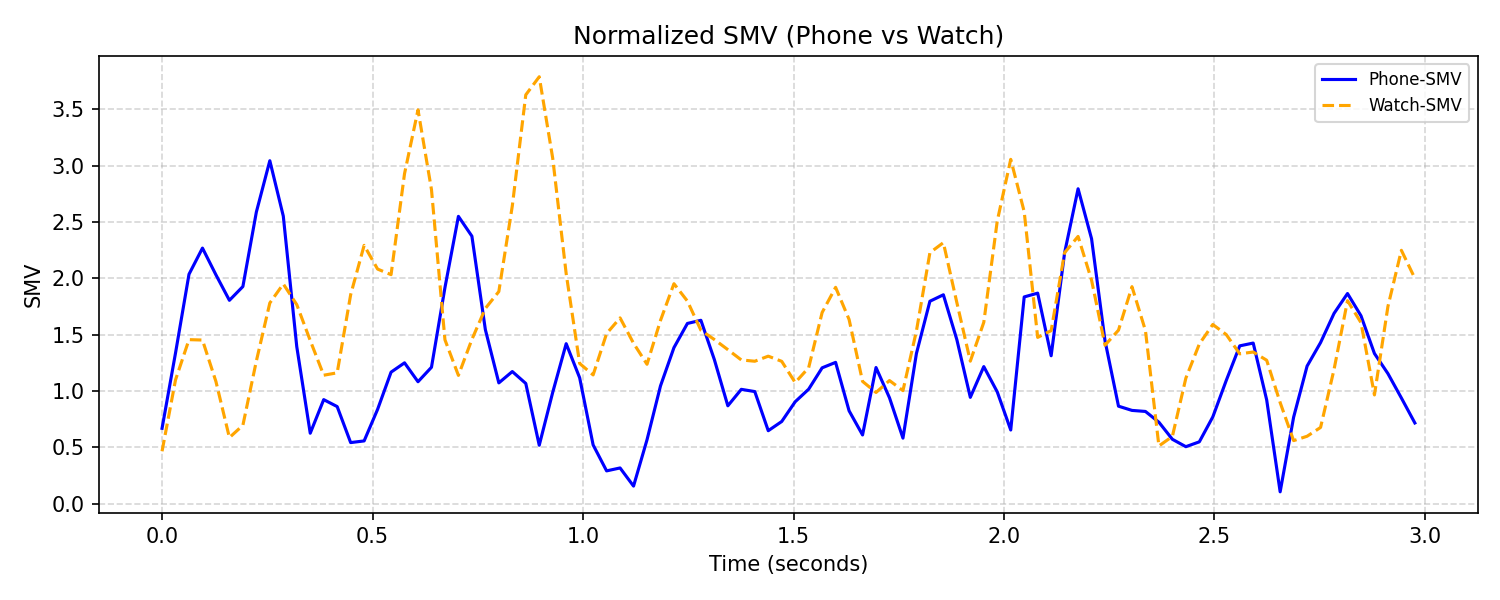 Normalized SMV (Phone vs Watch)
Phone-SMV
Watch-SMV
3.5
3.0
2.5
2.0
1.5
1.0
0.5
0.0
SMV
0.0 0.5 1.0 1.5 2.0 2.5 3.0
Time (seconds)